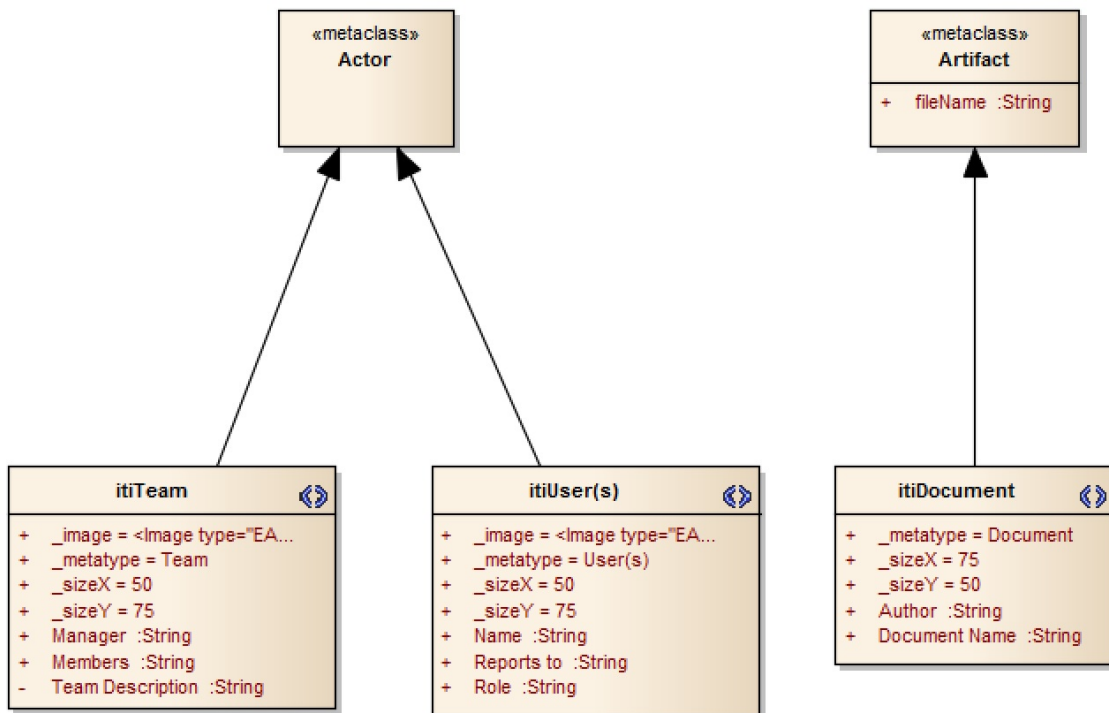 «metaclass»
Actor
«metaclass»
Artifact
+ fileName :String
itiTeam
+ _image = <Image type="EA...
+ _metatype = Team
+ _sizeX = 50
+ _sizeY = 75
+ Manager :String
+ Members :String
- Team Description :String
itiUser(s)
+ _image = <Image type="EA...
+ _metatype = User(s)
+ _sizeX = 50
+ _sizeY = 75
+ Name :String
+ Reports to :String
+ Role :String
itiDocument
+ _metatype = Document
+ _sizeX = 75
+ _sizeY = 50
+ Author :String
+ Document Name :String